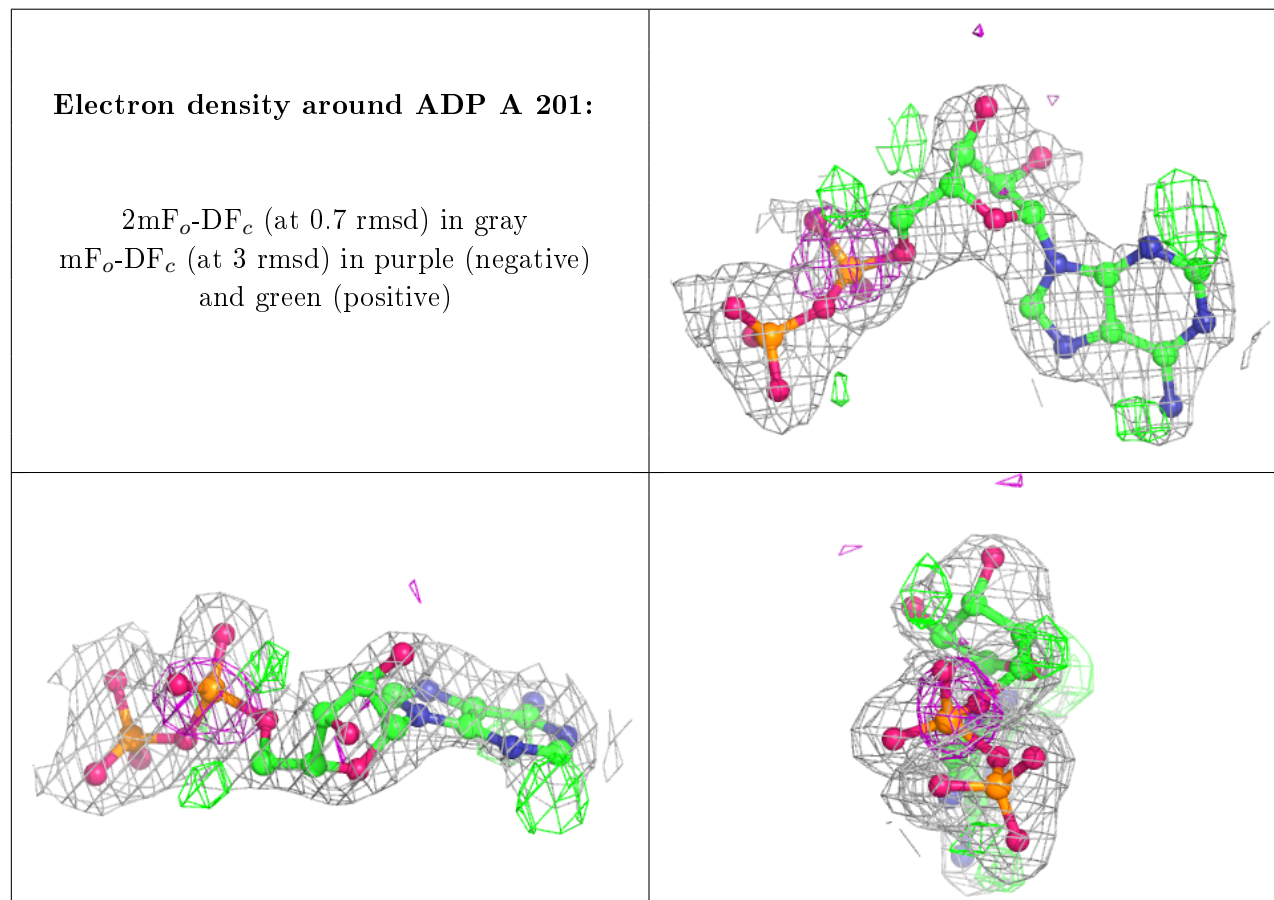 Electron density around ADP A 201:
2mFₒ-DF𝒸 (at 0.7 rmsd) in gray
mFₒ-DF𝒸 (at 3 rmsd) in purple (negative)
and green (positive)